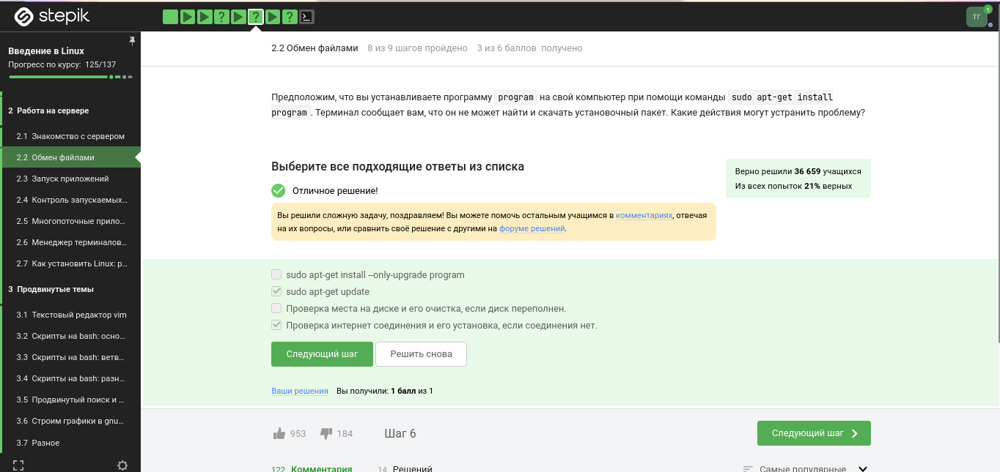 stepik
? ? ?
ТГ
1
Введение в Linux
Прогресс по курсу: 125/137
2 Работа на сервере
2.1 Знакомство с сервером
2.2 Обмен файлами
2.3 Запуск приложений
2.4 Контроль запускаемых...
2.5 Многопоточные прило...
2.6 Менеджер терминалов...
2.7 Как установить Linux: р...
3 Продвинутые темы
3.1 Текстовый редактор vim
3.2 Скрипты на bash: осно...
3.3 Скрипты на bash: ветв...
3.4 Скрипты на bash: разн...
3.5 Продвинутый поиск и ...
3.6 Строим графики в gnu...
3.7 Разное
2.2 Обмен файлами 8 из 9 шагов пройдено 3 из 6 баллов получено
Предположим, что вы устанавливаете программу program на свой компьютер при помощи команды sudo apt-get install
program. Терминал сообщает вам, что он не может найти и скачать установочный пакет. Какие действия могут устранить проблему?
Выберите все подходящие ответы из списка
Верно решили 36 659 учащихся
Из всех попыток 21% верных
Отличное решение!
Вы решили сложную задачу, поздравляем! Вы можете помочь остальным учащимся в комментариях, отвечая
на их вопросы, или сравнить своё решение с другими на форуме решений.
sudo apt-get install --only-upgrade program
sudo apt-get update
Проверка места на диске и его очистка, если диск переполнен.
Проверка интернет соединения и его установка, если соединения нет.
Следующий шаг Решить снова
Ваши решения Вы получили: 1 балл из 1
953 184 Шаг 6 Следующий шаг
122 Комментария 14 Решений Самые популярные